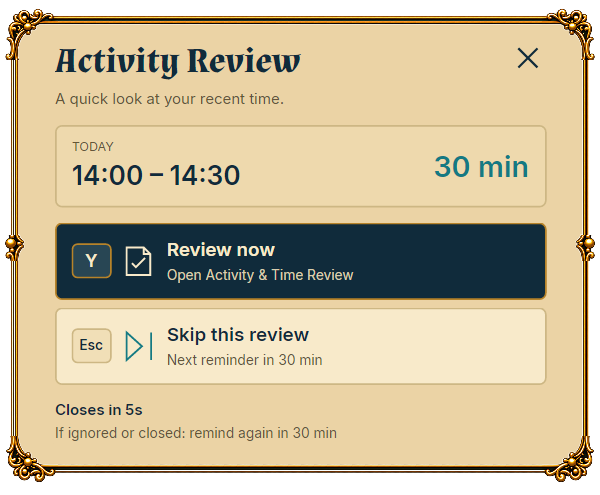 Activity Review
A quick look at your recent time.
TODAY
14:00 – 14:30
30 min
Y
Review now
Open Activity & Time Review
Esc
Skip this review
Next reminder in 30 min
Closes in 5s
If ignored or closed: remind again in 30 min